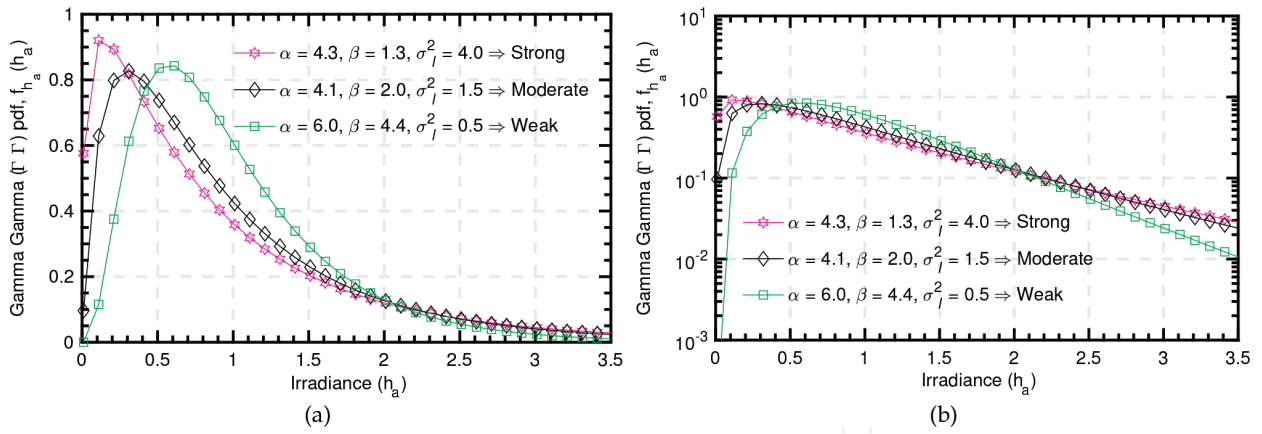 Gamma Gamma (Γ Γ) pdf, f_{h_a} (h_a)
1
0.8
0.6
0.4
0.2
0
α = 4.3, β = 1.3, σ²_I = 4.0 ⇒ Strong
α = 4.1, β = 2.0, σ²_I = 1.5 ⇒ Moderate
α = 6.0, β = 4.4, σ²_I = 0.5 ⇒ Weak
0 0.5 1 1.5 2 2.5 3 3.5
Irradiance (h_a)
(a)
Gamma Gamma (Γ Γ) pdf, f_{h_a} (h_a)
10¹
10⁰
10⁻¹
10⁻²
10⁻³
α = 4.3, β = 1.3, σ²_I = 4.0 ⇒ Strong
α = 4.1, β = 2.0, σ²_I = 1.5 ⇒ Moderate
α = 6.0, β = 4.4, σ²_I = 0.5 ⇒ Weak
0 0.5 1 1.5 2 2.5 3 3.5
Irradiance (h_a)
(b)